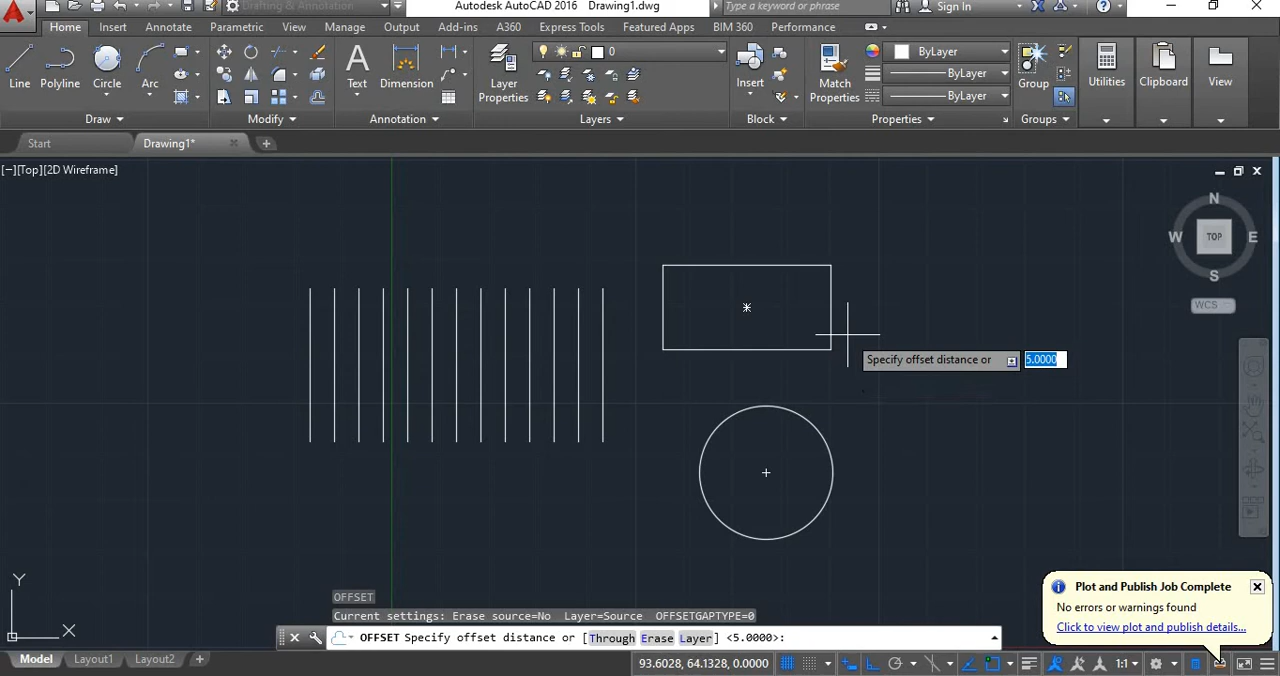 Drafting & Annotation
Autodesk AutoCAD 2016 Drawing1.dwg
Type a keyword or phrase
Sign In
Home Insert Annotate Parametric View Manage Output Add-ins A360 Express Tools Featured Apps BIM 360 Performance
Line Polyline Circle Arc
Draw
Modify
Text Dimension
Annotation
Layer
Properties
0
Layers
Insert
Block
Match
Properties
ByLayer
ByLayer
ByLayer
Properties
Group
Groups
Utilities
Clipboard
View
Start Drawing1*
[−][Top][2D Wireframe]
N
W TOP E
S
WCS
Specify offset distance or 5.0000
OFFSET
Current settings: Erase source=No Layer=Source OFFSETGAPTYPE=0
OFFSET Specify offset distance or [Through Erase Layer] <5.0000>:
Y
X
Plot and Publish Job Complete
No errors or warnings found
Click to view plot and publish details...
Model Layout1 Layout2
93.6028, 64.1328, 0.0000
1:1